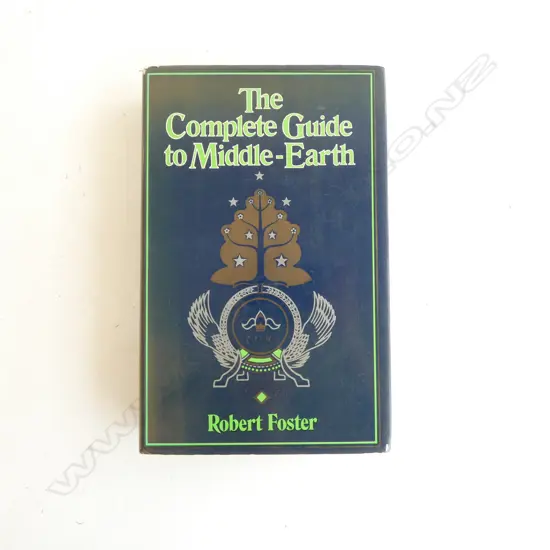 The
Complete Guide
to Middle-Earth
Robert Foster